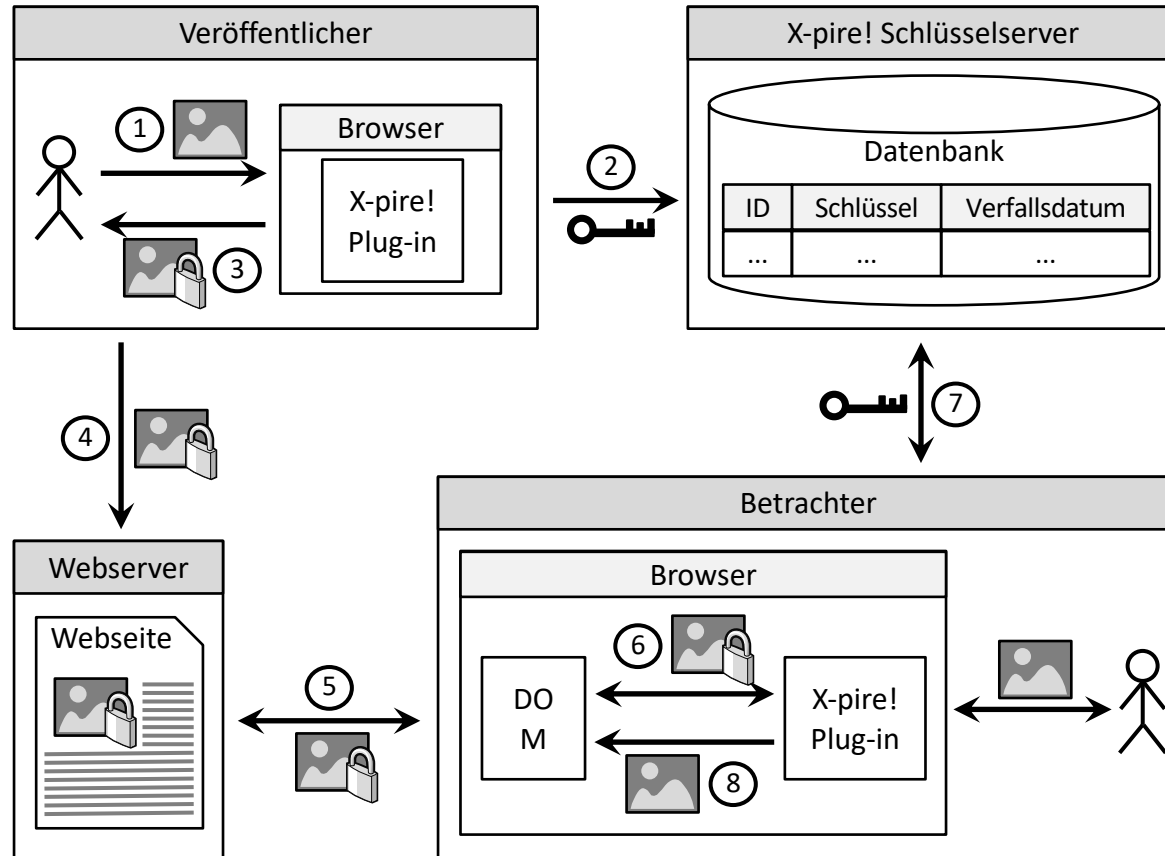 Veröffentlicher
1
Browser
X-pire!
Plug-in
3
2
X-pire! Schlüsselserver
Datenbank
ID Schlüssel Verfallsdatum
... ... ...
4
7
Webserver
Webseite
5
Betrachter
Browser
6
DO
M
X-pire!
Plug-in
8